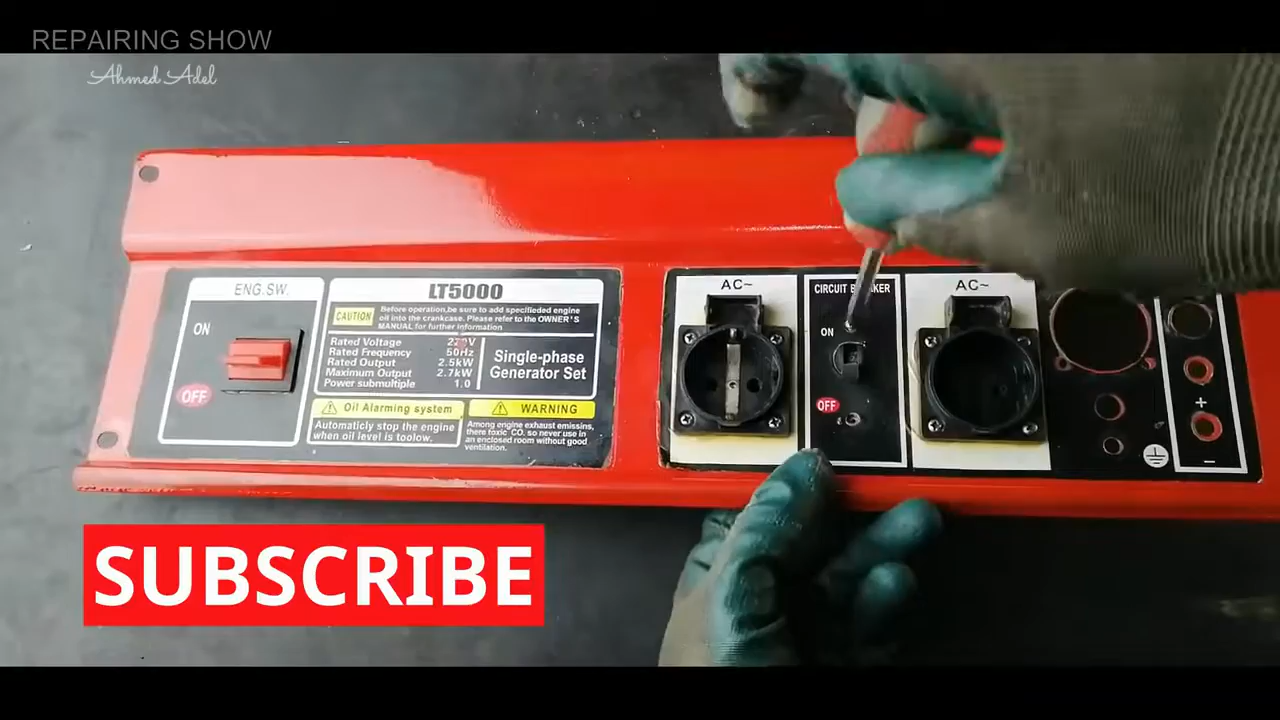 REPAIRING SHOW
Ahmed Adel
ENG.SW.
ON
OFF
LT5000
CAUTION
Before operation,be sure to add specifieded engine
oil into the crankcase. Please refer to the OWNER'S
MANUAL for further information
Rated Voltage 220V
Rated Frequency 50Hz
Rated Output 2.5kW
Maximum Output 2.7kW
Power submultiple 1.0
Single-phase
Generator Set
Oil Alarming system
Automaticly stop the engine
when oil level is toolow.
WARNING
Among engine exhaust emissins,
there toxic CO, so never use in
an enclosed room without good
ventilation.
AC~
CIRCUIT BREAKER
ON
OFF
AC~
+
−
SUBSCRIBE